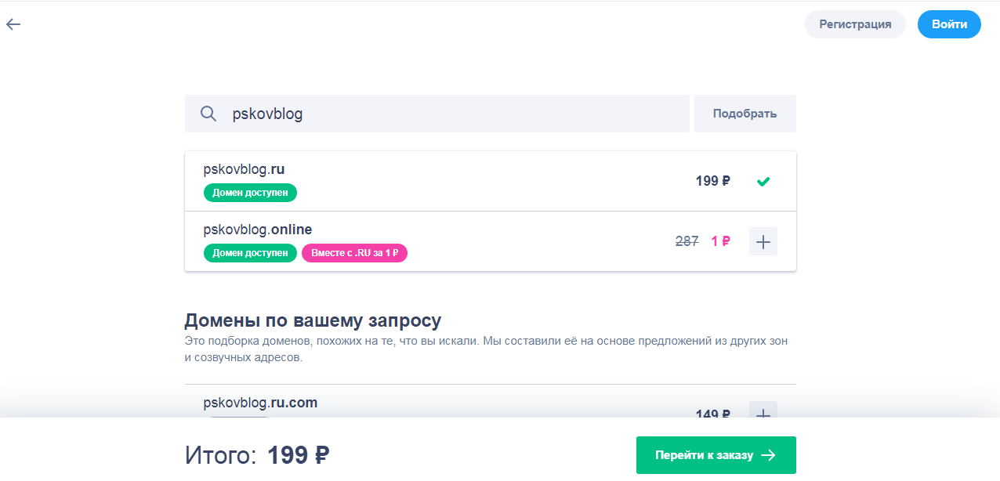 Регистрация
Войти
pskovblog
Подобрать
pskovblog.ru
199 ₽
Домен доступен
pskovblog.online
287 1 ₽
Домен доступен
Вместе с .RU за 1 ₽
Домены по вашему запросу
Это подборка доменов, похожих на те, что вы искали. Мы составили её на основе предложений из других зон
и созвучных адресов.
pskovblog.ru.com
149 ₽
Итого: 199 ₽
Перейти к заказу